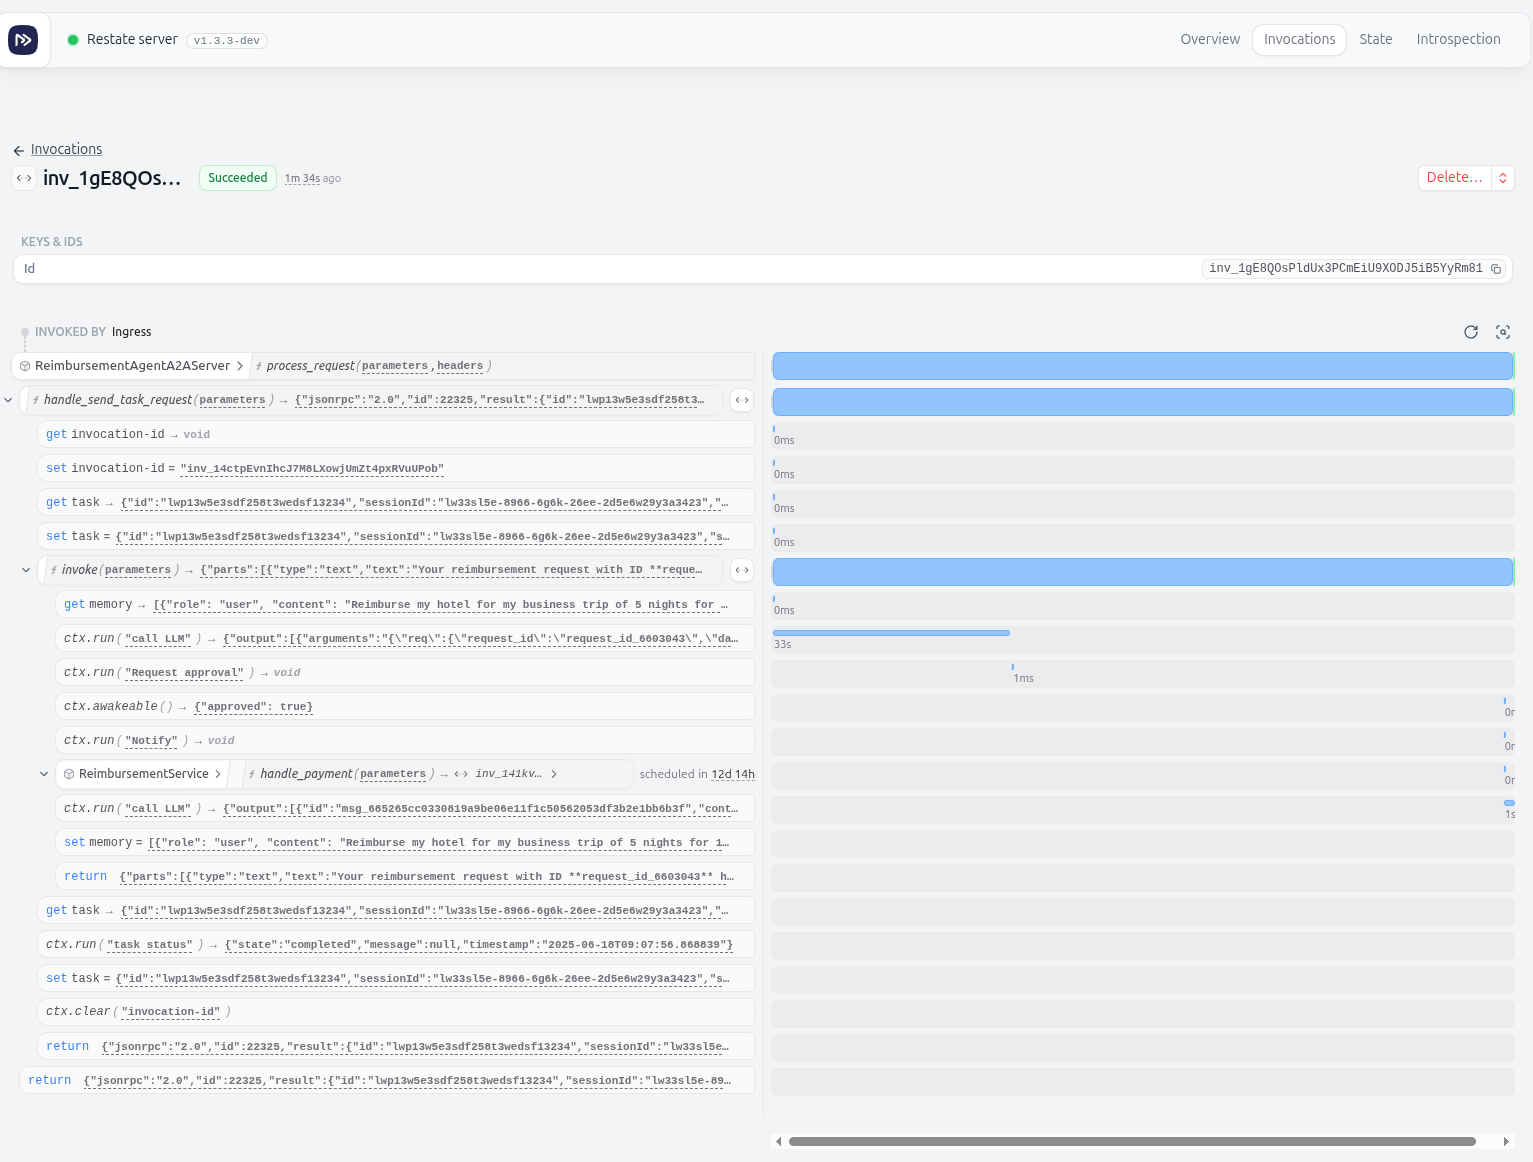 Restate server v1.3.3-dev Overview Invocations State Introspection
← Invocations
inv_1gE8QOs… Succeeded 1m 34s ago Delete…
KEYS & IDS
Id inv_1gE8QOsPldUx3PCmEiU9XODJ5iB5YyRm81
INVOKED BY Ingress
ReimbursementAgentA2AServer > ƒ process_request(parameters,headers)
ƒ handle_send_task_request(parameters) → {"jsonrpc":"2.0","id":22325,"result":{"id":"lwp13w5e3sdf258t3…
get invocation-id → void 0ms
set invocation-id = "inv_14ctpEvnIhcJ7M8LXowjUmZt4pxRVuUPob" 0ms
get task → {"id":"lwp13w5e3sdf258t3wedsf13234","sessionId":"lw33sl5e-8966-6g6k-26ee-2d5e6w29y3a3423","… 0ms
set task = {"id":"lwp13w5e3sdf258t3wedsf13234","sessionId":"lw33sl5e-8966-6g6k-26ee-2d5e6w29y3a3423","s… 0ms
ƒ invoke(parameters) → {"parts":[{"type":"text","text":"Your reimbursement request with ID **reque…
get memory → [{"role": "user", "content": "Reimburse my hotel for my business trip of 5 nights for … 0ms
ctx.run("call LLM") → {"output":[{"arguments":"{\"req\":{\"request_id\":\"request_id_6603043\",\"da… 33s
ctx.run("Request approval") → void 1ms
ctx.awakeable() → {"approved": true} 0m
ctx.run("Notify") → void 0m
ReimbursementService > ƒ handle_payment(parameters) → inv_141kv… > scheduled in 12d 14h 0m
ctx.run("call LLM") → {"output":[{"id":"msg_685265cc0330819a9be06e11f1c50562053df3b2e1bb6b3f","cont… 1s
set memory = [{"role": "user", "content": "Reimburse my hotel for my business trip of 5 nights for 1…
return {"parts":[{"type":"text","text":"Your reimbursement request with ID **request_id_6603043** h…
get task → {"id":"lwp13w5e3sdf258t3wedsf13234","sessionId":"lw33sl5e-8966-6g6k-26ee-2d5e6w29y3a3423","…
ctx.run("task status") → {"state":"completed","message":null,"timestamp":"2025-06-18T09:07:56.868839"}
set task = {"id":"lwp13w5e3sdf258t3wedsf13234","sessionId":"lw33sl5e-8966-6g6k-26ee-2d5e6w29y3a3423","s…
ctx.clear("invocation-id")
return {"jsonrpc":"2.0","id":22325,"result":{"id":"lwp13w5e3sdf258t3wedsf13234","sessionId":"lw33sl5e…
return {"jsonrpc":"2.0","id":22325,"result":{"id":"lwp13w5e3sdf258t3wedsf13234","sessionId":"lw33sl5e-89…